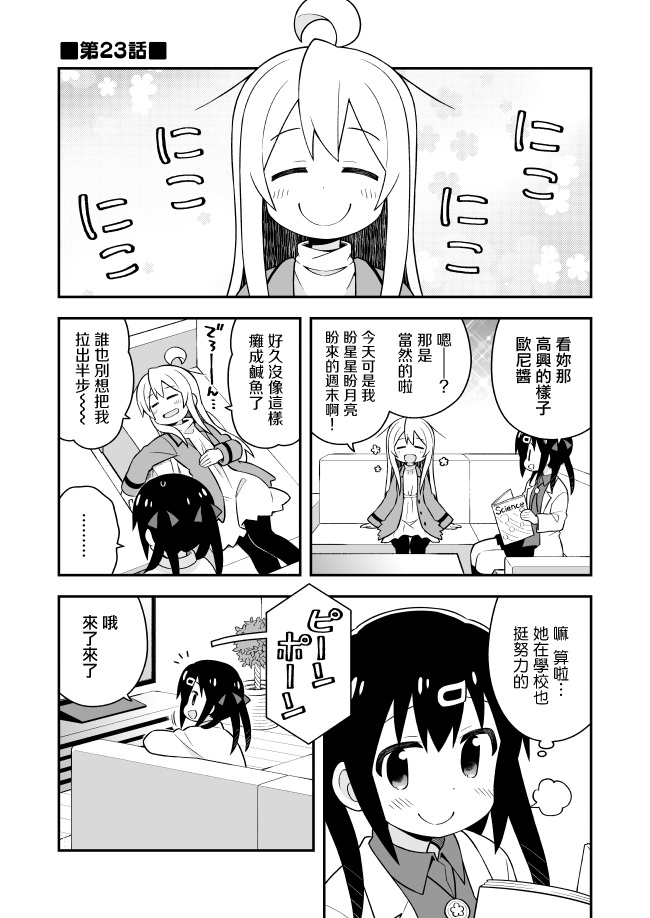 ■第23話■
にこ
にこ
にこ
にこ
看妳那
高興的樣子
歐尼醬
嗯——？
那是
當然的啦
今天可是我
盼星星盼月亮
盼來的週末啊！
Science
好久沒像這樣
癱成鹹魚了
でろーん…
誰也別想把我
拉出半步～～
………
嘛 算啦…
她在學校也
挺努力的
ピー
ポーン
哦
來了來了